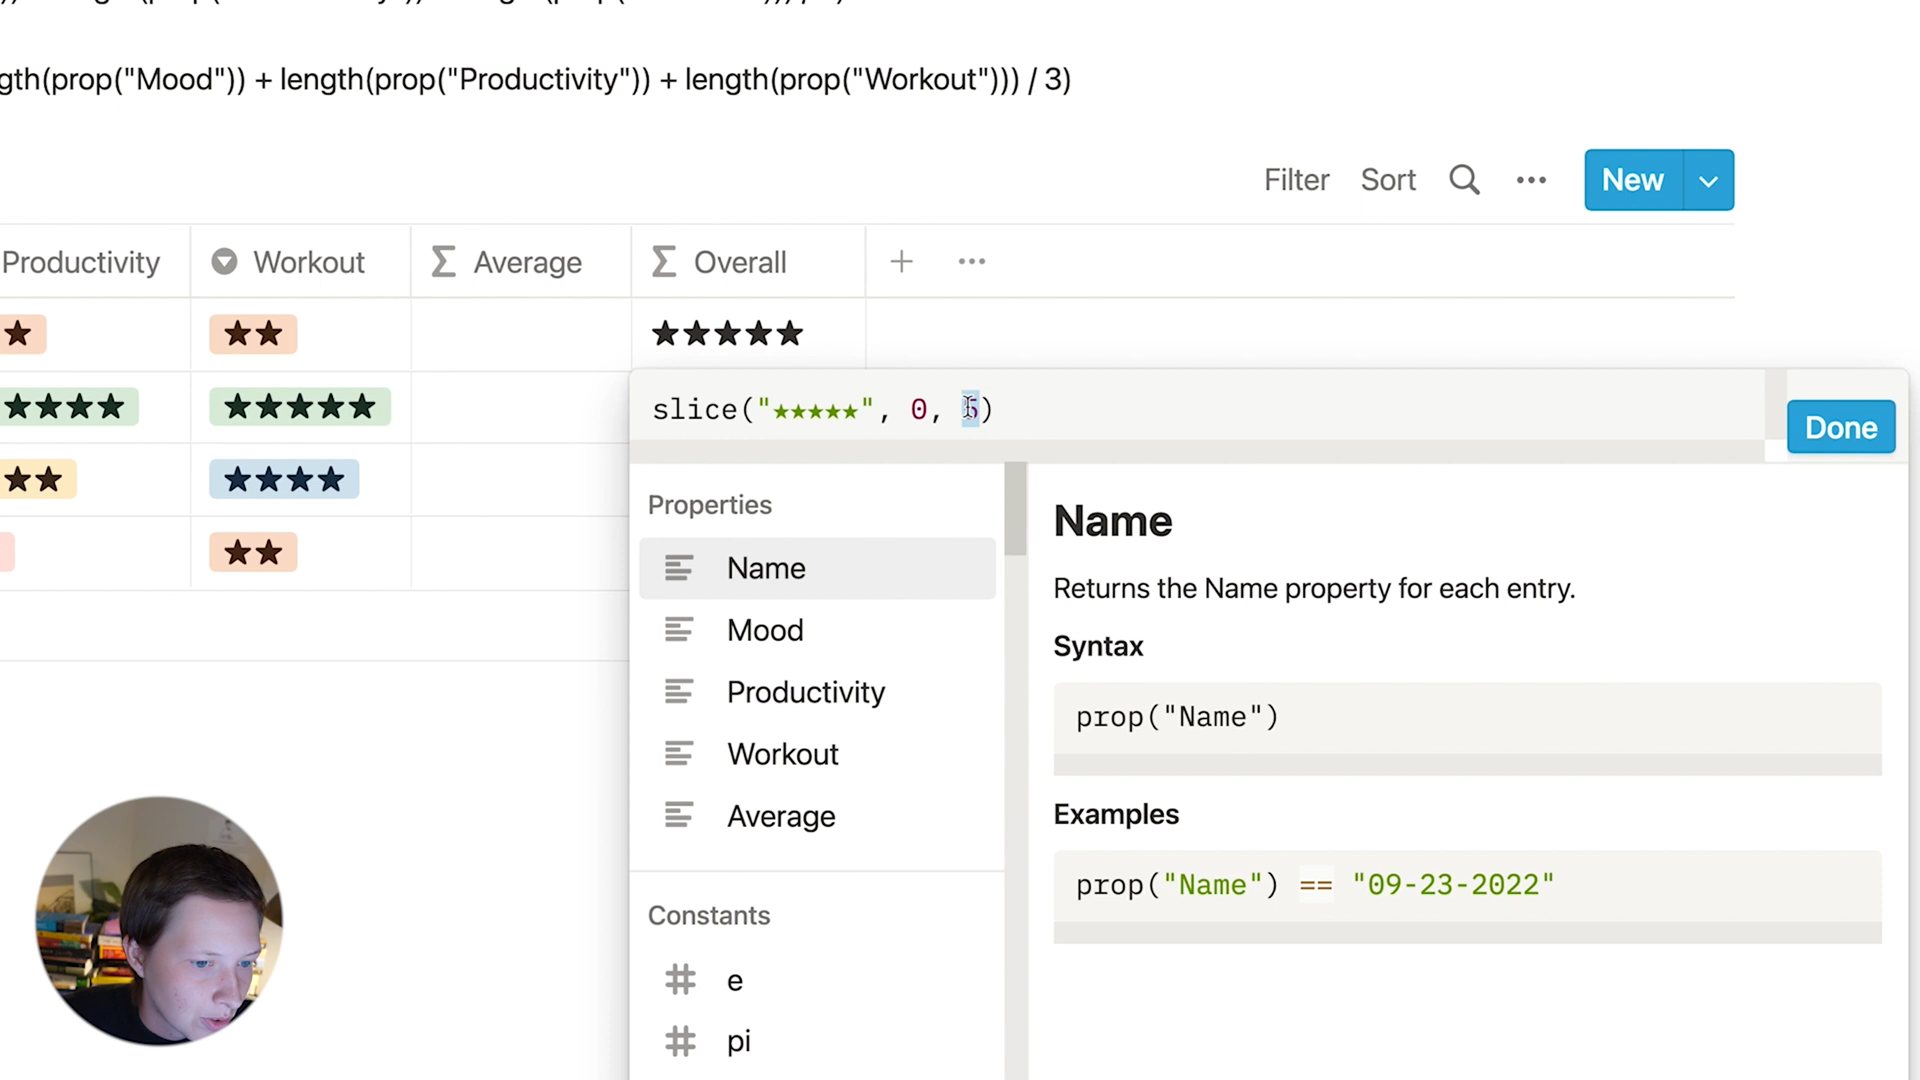 gth(prop("Mood")) + length(prop("Productivity")) + length(prop("Workout"))) / 3)
Filter Sort New
Productivity Workout Average Overall
★ ★★ ★★★★★
★★★★ ★★★★★
★★ ★★★★
★★
slice("★★★★★", 0, 5)
Done
Properties
Name
Mood
Productivity
Workout
Average
Constants
e
pi
Name
Returns the Name property for each entry.
Syntax
prop("Name")
Examples
prop("Name") == "09-23-2022"